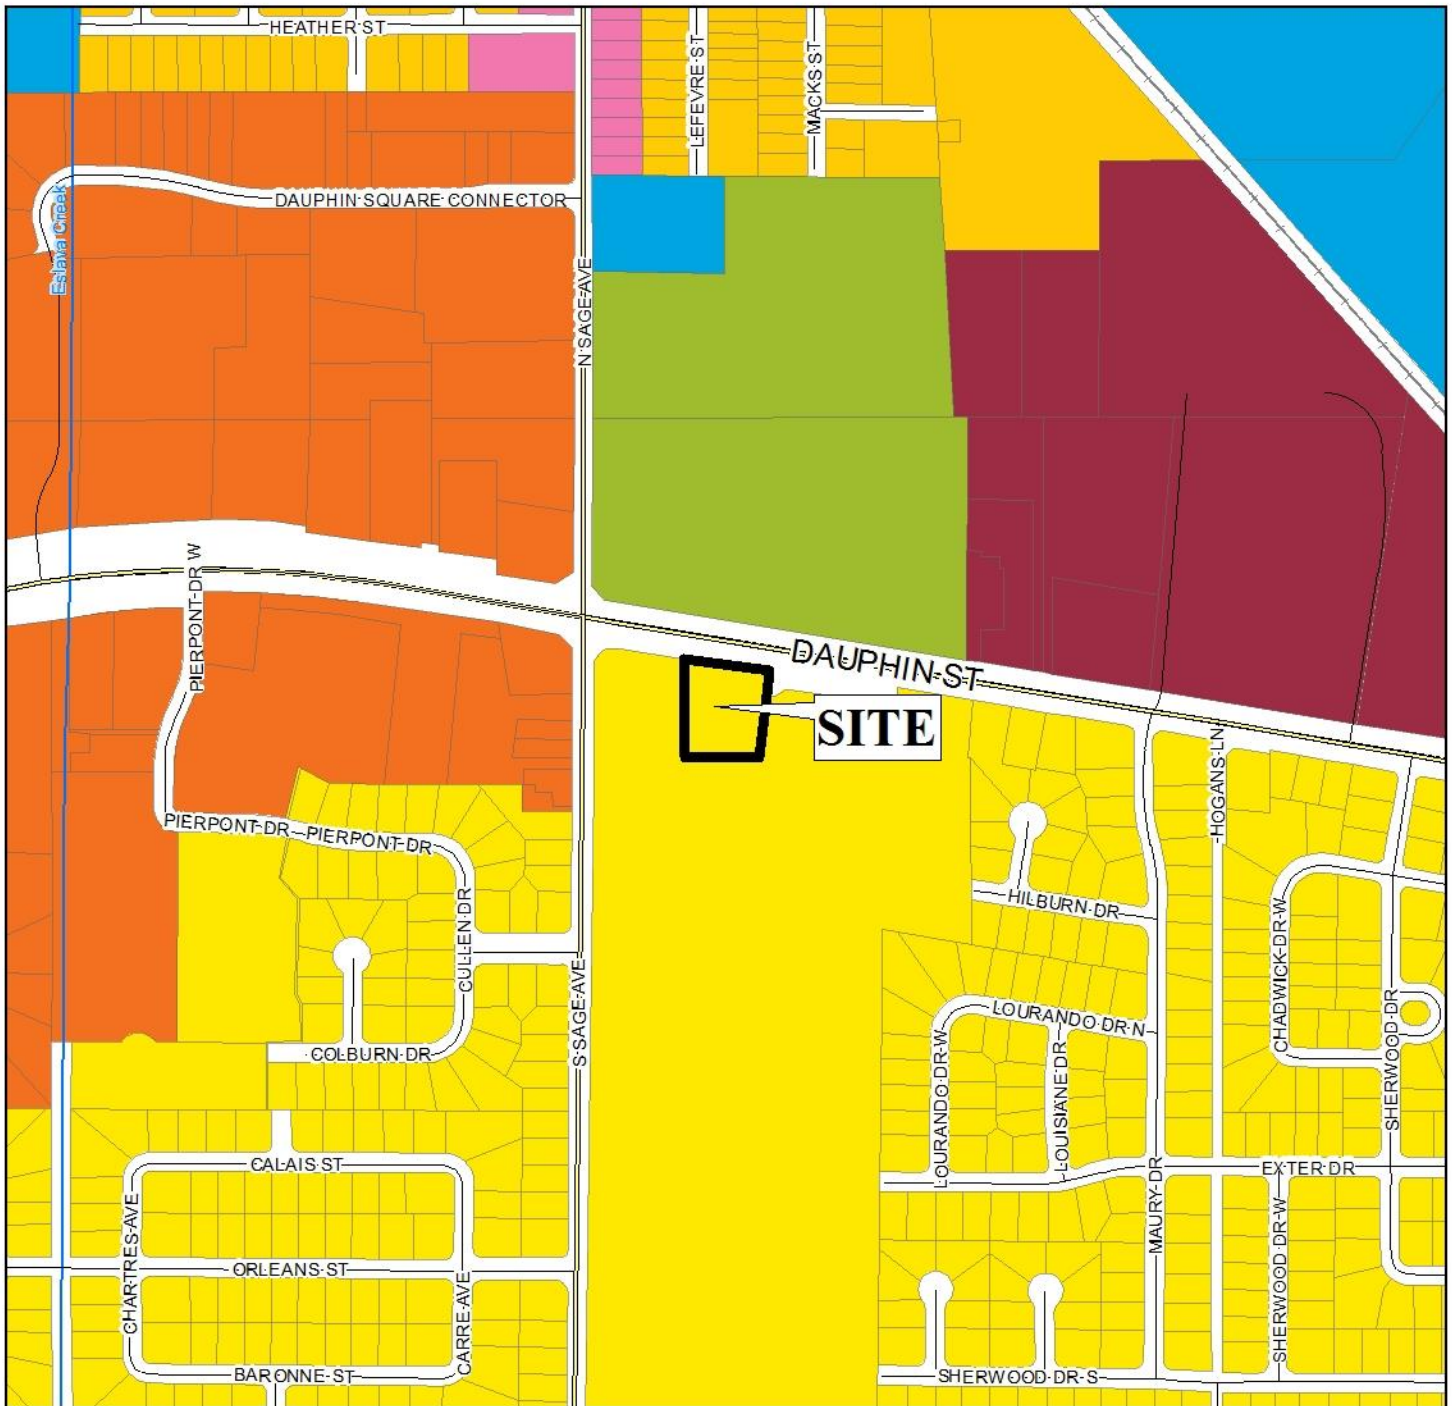 HEATHER ST
LEFEVRE ST
MACKS ST
DAUPHIN SQUARE CONNECTOR
Eslava Creek
N SAGE AVE
PIERPONT DR W
DAUPHIN ST
SITE
HOGANS LN
PIERPONT DR
PIERPONT DR
CULLEN DR
HILBURN DR
CHADWICK DR W
S SAGE AVE
SHERWOOD DR
LOURANDO DR N
COLBURN DR
LOURANDO DR W
LOUISIANE DR
CALAIS ST
EXTER DR
CHARTRES AVE
MAURY DR
SHERWOOD DR W
ORLEANS ST
CARRE AVE
BARONNE ST
SHERWOOD DR S